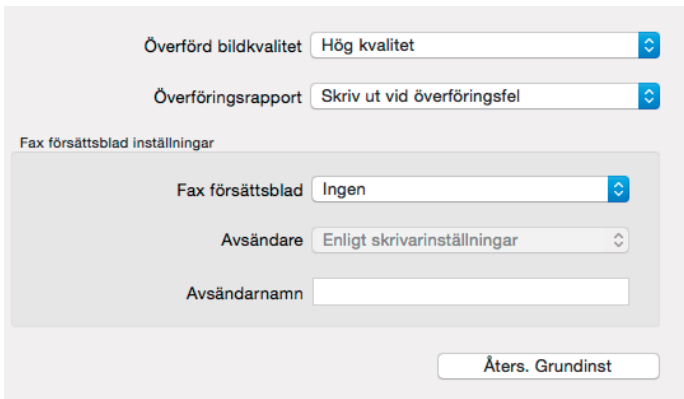 Överförd bildkvalitet Hög kvalitet
Överföringsrapport Skriv ut vid överföringsfel
Fax försättsblad inställningar
Fax försättsblad Ingen
Avsändare Enligt skrivarinställningar
Avsändarnamn
Åters. Grundinst